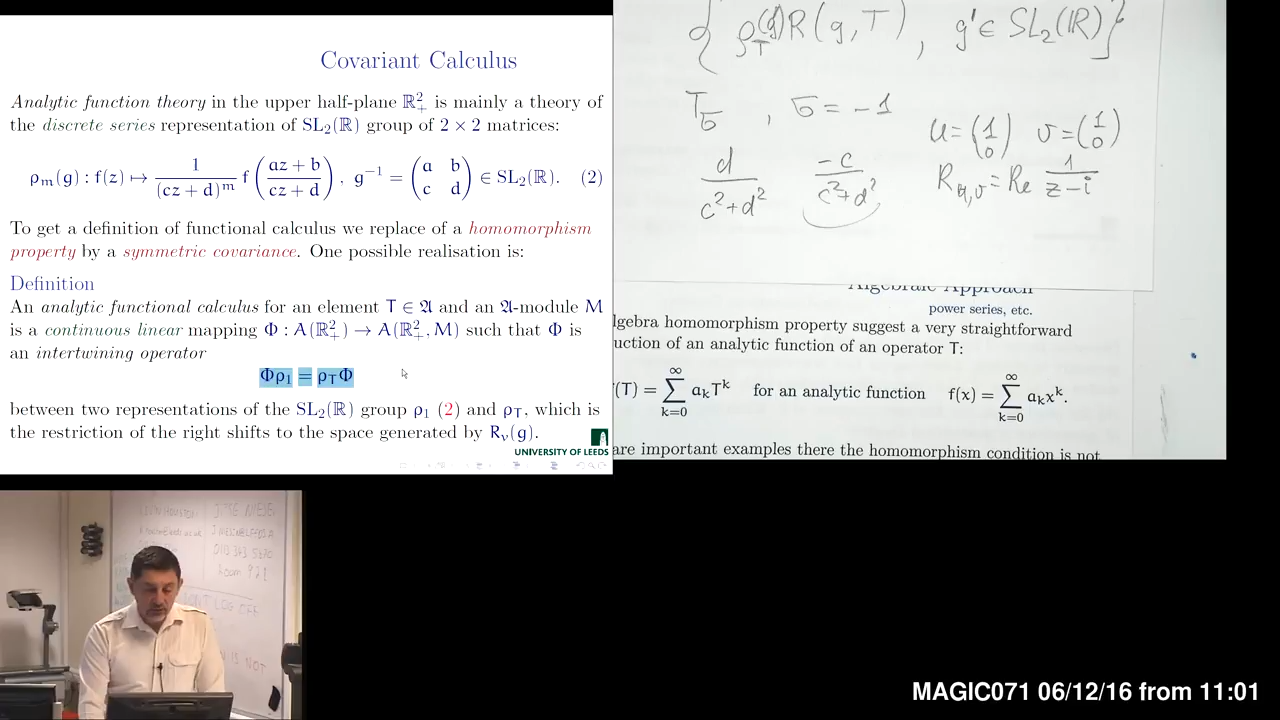 Covariant Calculus
Analytic function theory in the upper half-plane ℝ²₊ is mainly a theory of
the discrete series representation of SL₂(ℝ) group of 2 × 2 matrices:
ρₘ(g) : f(z) ↦ 1/(cz + d)ᵐ f((az + b)/(cz + d)), g⁻¹ = (a b; c d) ∈ SL₂(ℝ). (2)
To get a definition of functional calculus we replace of a homomorphism
property by a symmetric covariance. One possible realisation is:
Definition
An analytic functional calculus for an element T ∈ 𝔄 and an 𝔄-module M
is a continuous linear mapping Φ : A(ℝ²₊) → A(ℝ²₊, M) such that Φ is
an intertwining operator
Φρ₁ = ρ_TΦ
between two representations of the SL₂(ℝ) group ρ₁ (2) and ρ_T, which is
the restriction of the right shifts to the space generated by Rᵥ(g).
UNIVERSITY OF LEEDS
R(g, T), g' ∈ SL₂(ℝ)}
, σ = -1
u = (1 0) v = (1 0)
d/(c²+d²) -c/(c²+d²) R_{u,v} = Re 1/(z-i)
Algebraic Approach
power series, etc.
lgebra homomorphism property suggest a very straightforward
uction of an analytic function of an operator T:
(T) = ∑_{k=0}^{∞} aₖTᵏ for an analytic function f(x) = ∑_{k=0}^{∞} aₖxᵏ.
are important examples there the homomorphism condition is not
MAGIC071 06/12/16 from 11:01